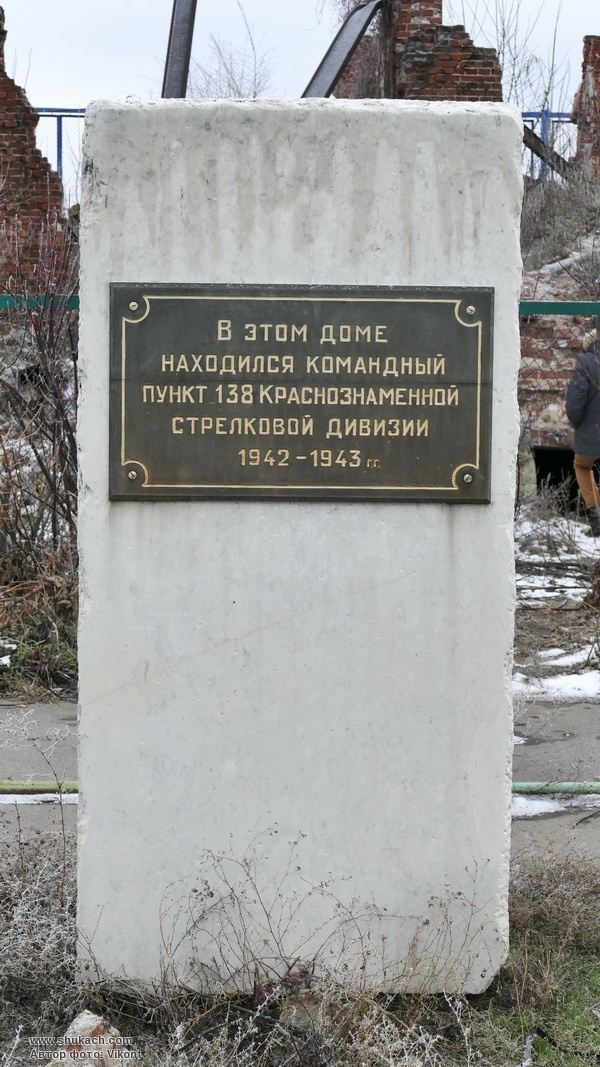 В ЭТОМ ДОМЕ
НАХОДИЛСЯ КОМАНДНЫЙ
ПУНКТ 138 КРАСНОЗНАМЕННОЙ
СТРЕЛКОВОЙ ДИВИЗИИ
1942 - 1943 гг.
www.shukach.com
Автор фото: Vikont